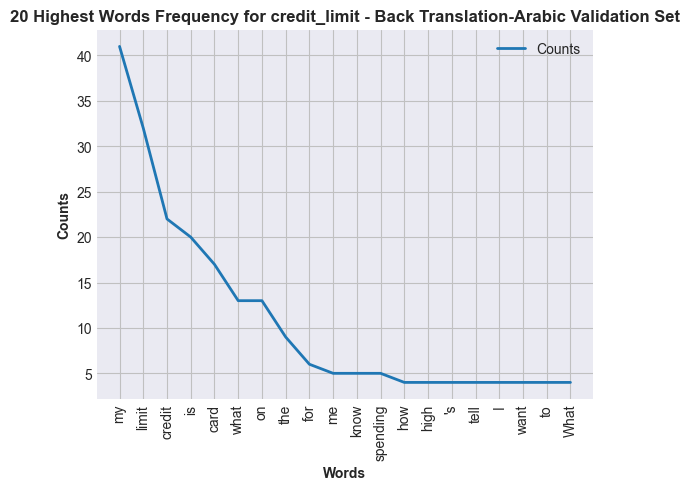 20 Highest Words Frequency for credit_limit - Back Translation-Arabic Validation Set
Counts
40
35
30
25
20
15
10
5
Counts
my
limit
credit
is
card
what
on
the
for
me
know
spending
how
high
's
tell
I
want
to
What
Words